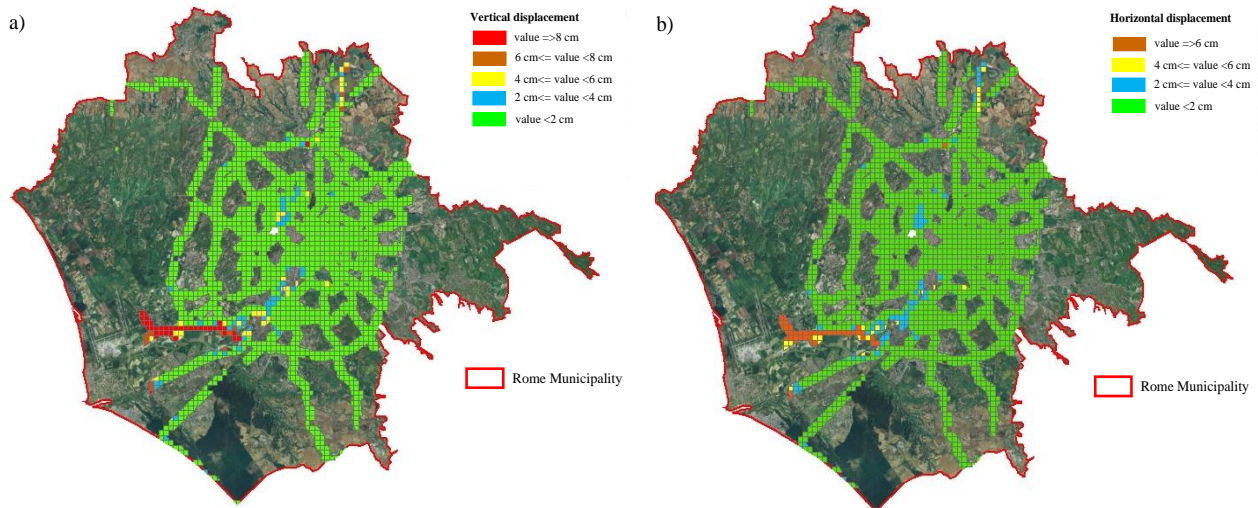 a)
Vertical displacement
value =>8 cm
6 cm<= value <8 cm
4 cm<= value <6 cm
2 cm<= value <4 cm
value <2 cm
Rome Municipality
b)
Horizontal displacement
value =>6 cm
4 cm<= value <6 cm
2 cm<= value <4 cm
value <2 cm
Rome Municipality